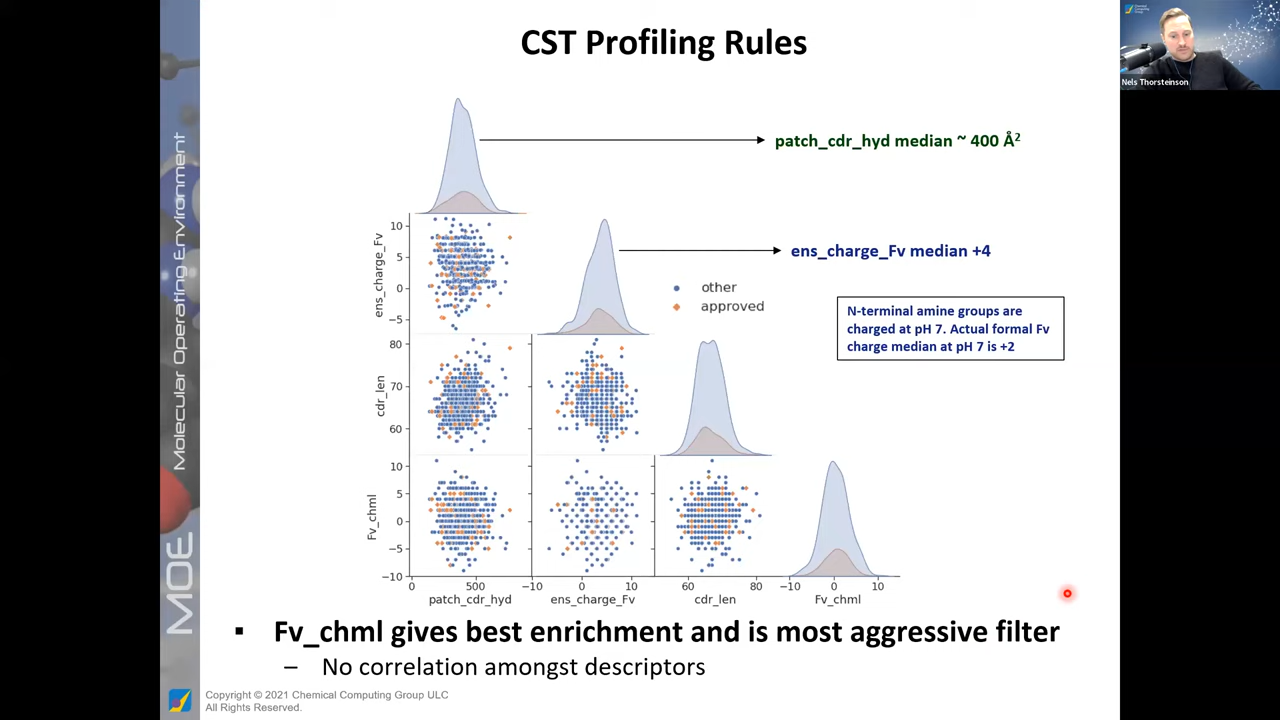 CST Profiling Rules
Chemical
Computing
Group
Nels Thorsteinson
MOE Molecular Operating Environment
patch_cdr_hyd median ~ 400 Å²
ens_charge_Fv median +4
other
approved
N-terminal amine groups are
charged at pH 7. Actual formal Fv
charge median at pH 7 is +2
ens_charge_Fv
10
5
0
−5
cdr_len
80
70
60
Fv_chml
10
5
0
−5
−10
0 500 −10 0 10 60 80 −10 0 10
patch_cdr_hyd ens_charge_Fv cdr_len Fv_chml
▪ Fv_chml gives best enrichment and is most aggressive filter
– No correlation amongst descriptors
Copyright © 2021 Chemical Computing Group ULC
All Rights Reserved.